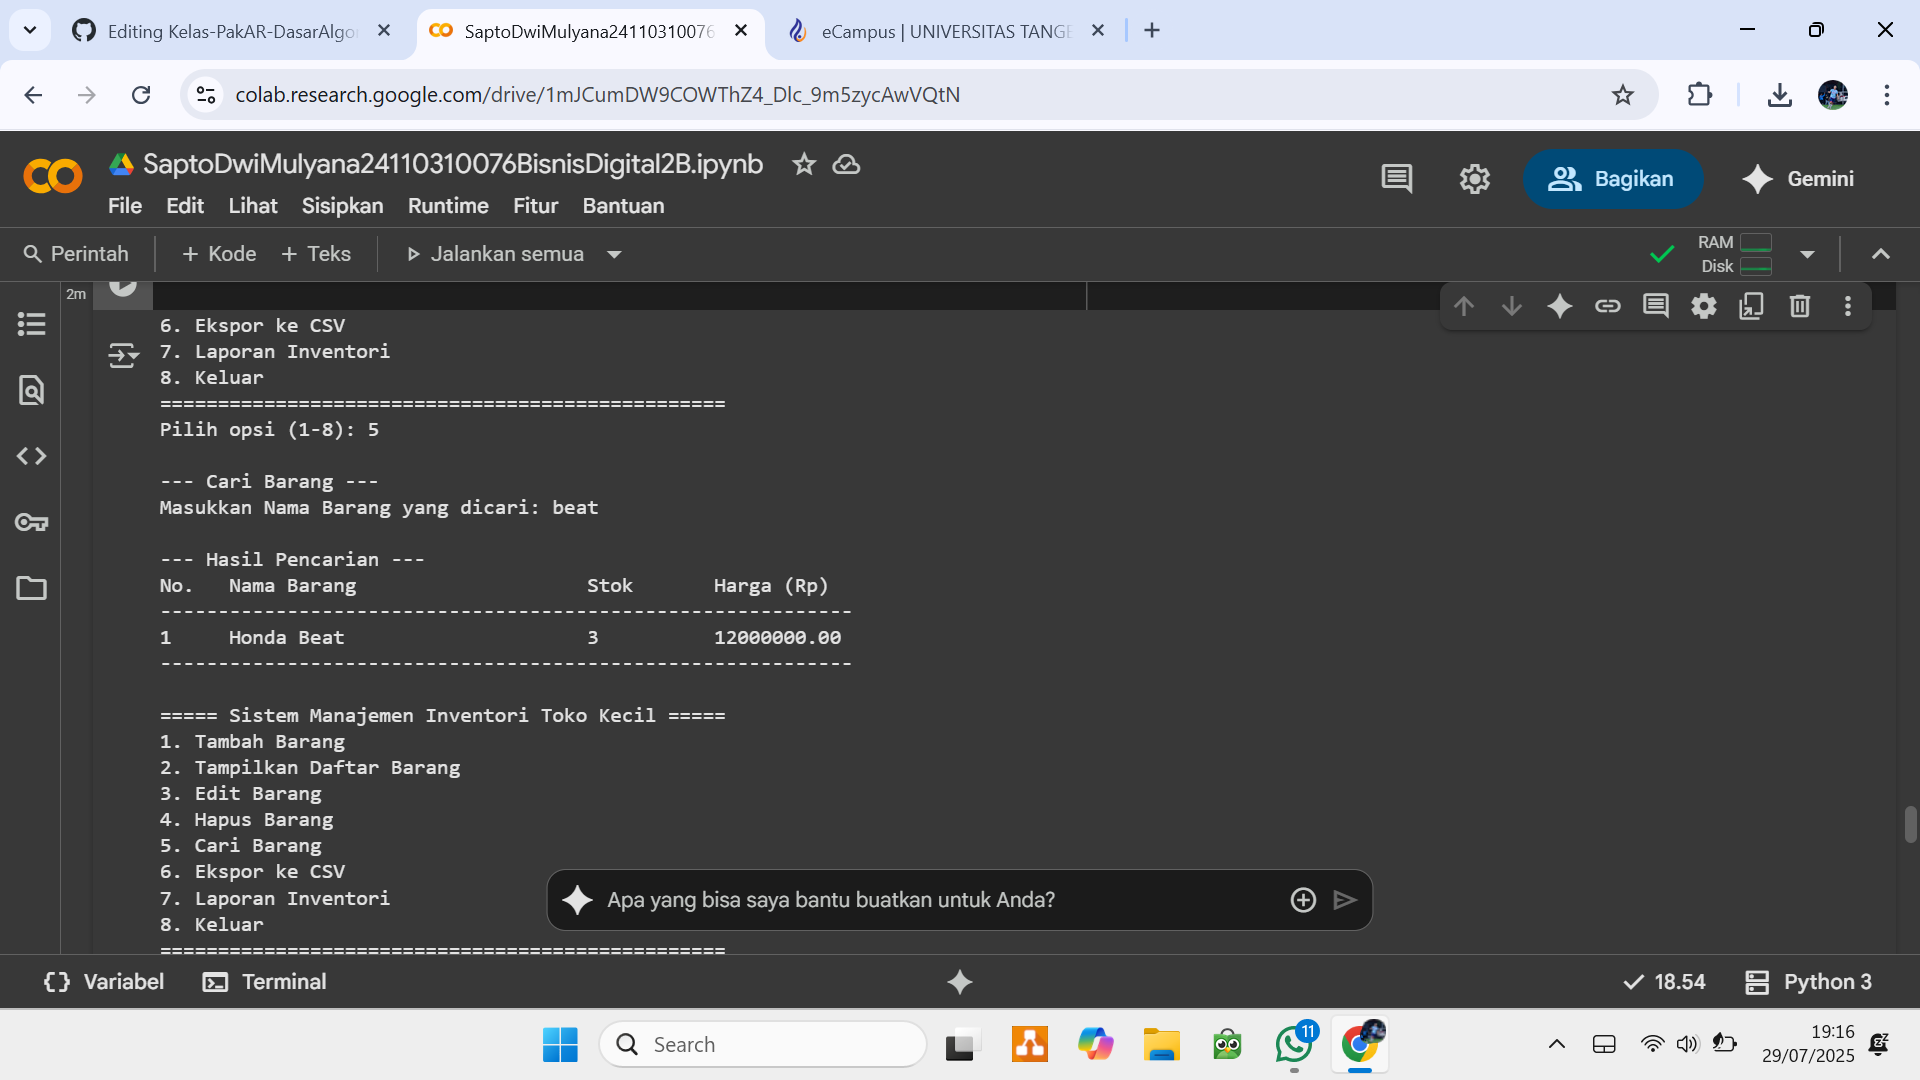 Editing Kelas-PakAR-DasarAlgor
SaptoDwiMulyana24110310076
eCampus | UNIVERSITAS TANGE
colab.research.google.com/drive/1mJCumDW9COWThZ4_Dlc_9m5zycAwVQtN
SaptoDwiMulyana24110310076BisnisDigital2B.ipynb
Bagikan
Gemini
File Edit Lihat Sisipkan Runtime Fitur Bantuan
Perintah + Kode + Teks Jalankan semua
RAM
Disk
2m
6. Ekspor ke CSV
7. Laporan Inventori
8. Keluar
=================================================
Pilih opsi (1-8): 5
--- Cari Barang ---
Masukkan Nama Barang yang dicari: beat
--- Hasil Pencarian ---
No. Nama Barang Stok Harga (Rp)
------------------------------------------------------------
1 Honda Beat 3 12000000.00
------------------------------------------------------------
===== Sistem Manajemen Inventori Toko Kecil =====
1. Tambah Barang
2. Tampilkan Daftar Barang
3. Edit Barang
4. Hapus Barang
5. Cari Barang
6. Ekspor ke CSV
7. Laporan Inventori
8. Keluar
=================================================
Apa yang bisa saya bantu buatkan untuk Anda?
Variabel Terminal
18.54 Python 3
Search
11
19:16
29/07/2025